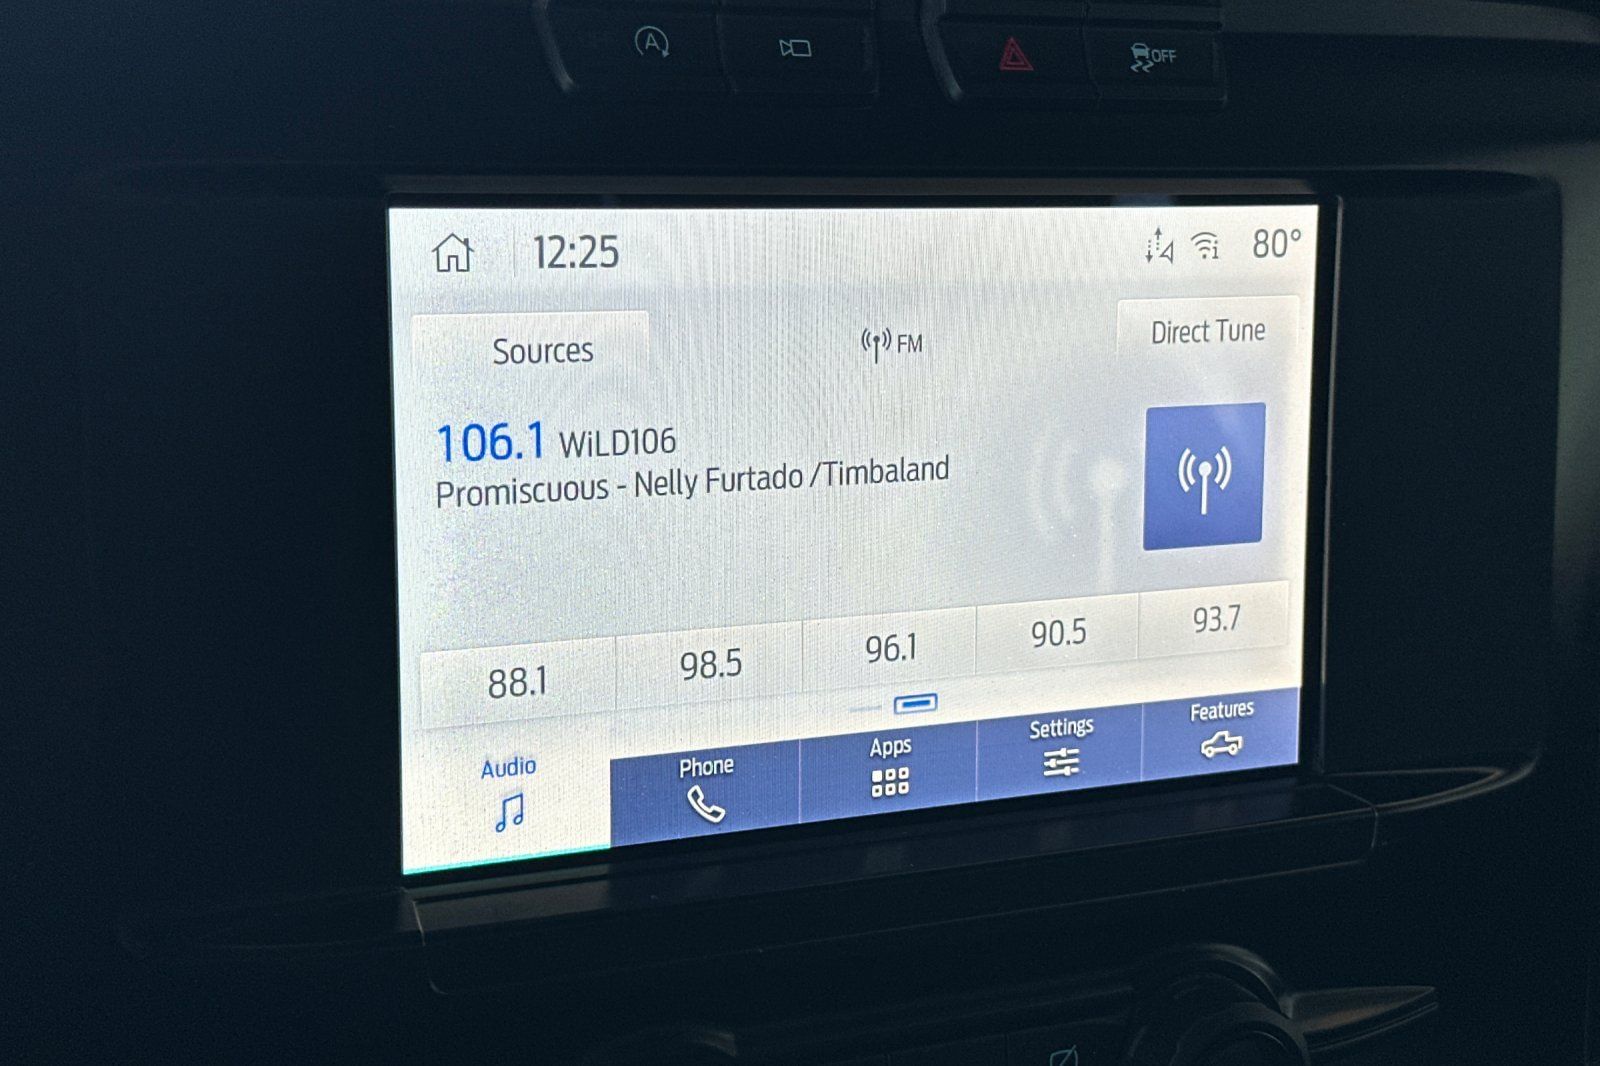 A
OFF
12:25
80°
Sources
FM
Direct Tune
106.1 WiLD106
Promiscuous - Nelly Furtado /Timbaland
88.1
98.5
96.1
90.5
93.7
Audio
Phone
Apps
Settings
Features